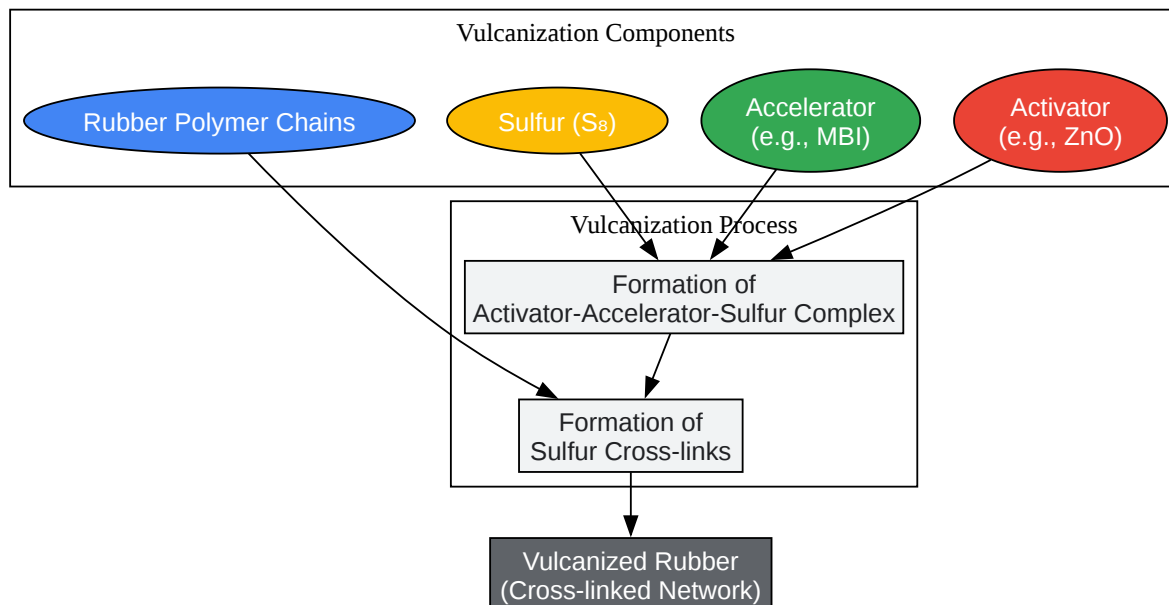 Vulcanization Components
Rubber Polymer Chains
Sulfur (S₈)
Accelerator
(e.g., MBI)
Activator
(e.g., ZnO)
Vulcanization Process
Formation of
Activator-Accelerator-Sulfur Complex
Formation of
Sulfur Cross-links
Vulcanized Rubber
(Cross-linked Network)